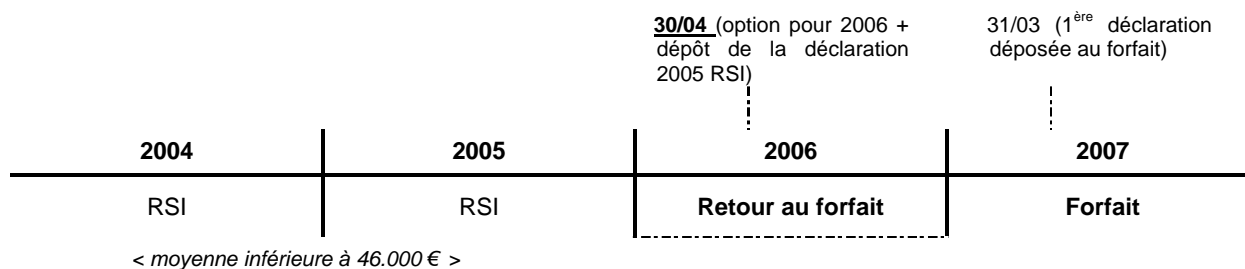 30/04 (option pour 2006 +
dépôt de la déclaration
2005 RSI)
31/03 (1ère déclaration
déposée au forfait)
2004 2005 2006 2007
RSI RSI Retour au forfait Forfait
< moyenne inférieure à 46.000 € >